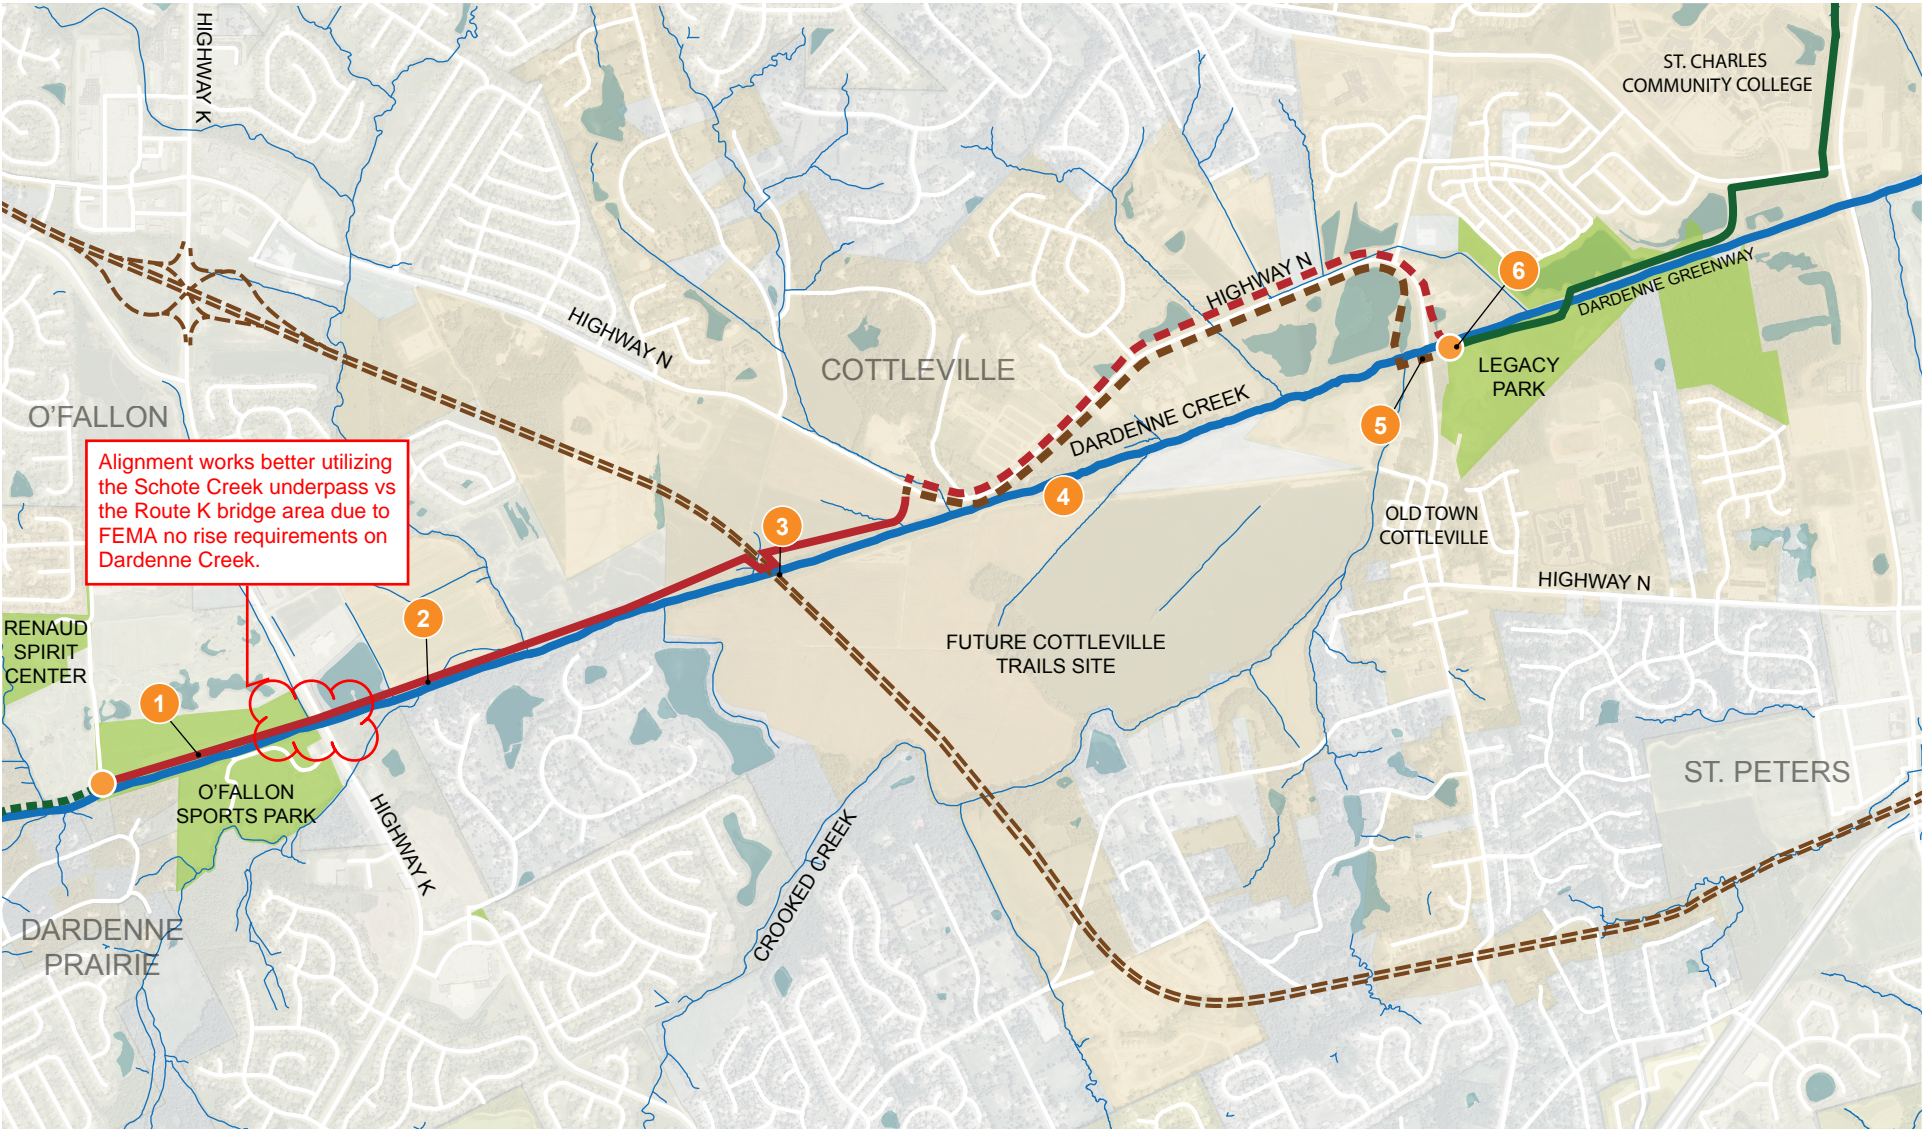 HIGHWAY K
ST. CHARLES
COMMUNITY COLLEGE
HIGHWAY N
6
DARDENNE GREENWAY
HIGHWAY N
COTTLEVILLE
LEGACY
PARK
O'FALLON
DARDENNE CREEK
5
Alignment works better utilizing
the Schote Creek underpass vs
the Route K bridge area due to
FEMA no rise requirements on
Dardenne Creek.
4
3
OLD TOWN
COTTLEVILLE
HIGHWAY N
2
RENAUD
SPIRIT
CENTER
FUTURE COTTLEVILLE
TRAILS SITE
1
ST. PETERS
O'FALLON
SPORTS PARK
HIGHWAY K
CROOKED CREEK
DARDENNE
PRAIRIE